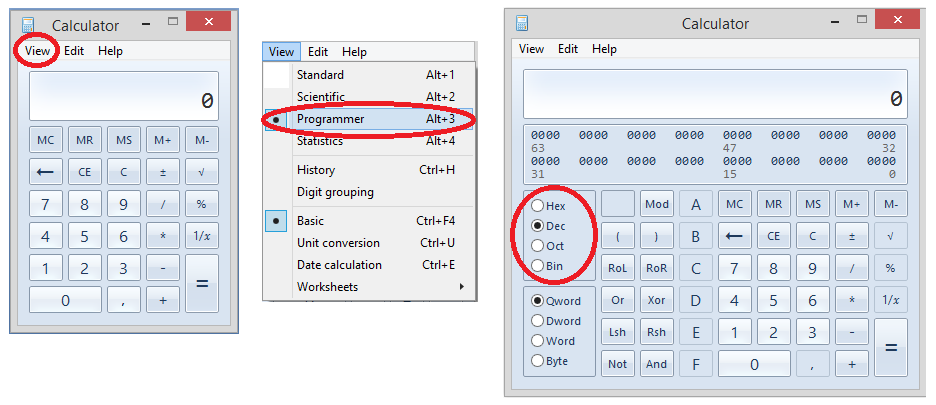 Calculator
View Edit Help
0
MC MR MS M+ M-
← CE C ± √
7 8 9 / %
4 5 6 * 1/x
1 2 3 - =
0 , +
View Edit Help
Standard Alt+1
Scientific Alt+2
Programmer Alt+3
Statistics Alt+4
History Ctrl+H
Digit grouping
Basic Ctrl+F4
Unit conversion Ctrl+U
Date calculation Ctrl+E
Worksheets
Calculator
View Edit Help
0
0000 0000 0000 0000 0000 0000 0000 0000
63 47 32
0000 0000 0000 0000 0000 0000 0000 0000
31 15 0
Hex Mod A MC MR MS M+ M-
Dec
Oct ( ) B ← CE C ± √
Bin RoL RoR C 7 8 9 / %
Qword Or Xor D 4 5 6 * 1/x
Dword
Word Lsh Rsh E 1 2 3 - =
Byte Not And F 0 , +